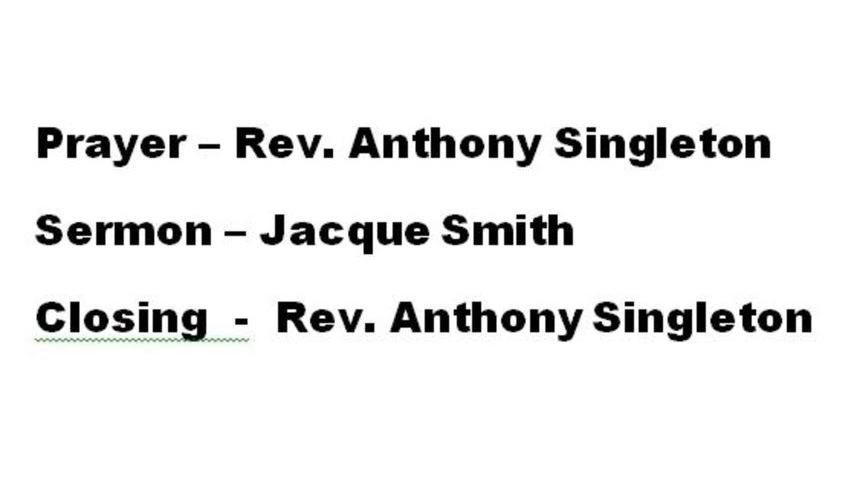 Prayer – Rev. Anthony Singleton
Sermon – Jacque Smith
Closing  -  Rev. Anthony Singleton